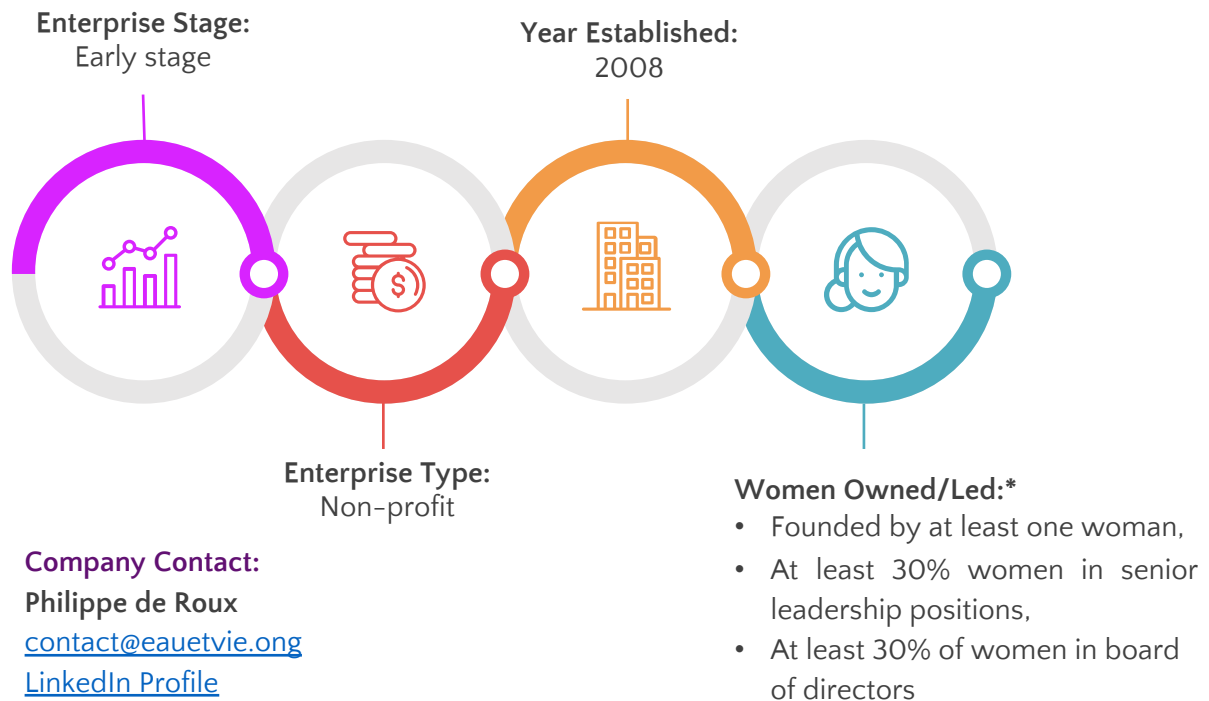 Enterprise Stage:
Early stage
Year Established:
2008
$
Enterprise Type:
Non-profit
Company Contact:
Philippe de Roux
contact@eauetvie.ong
LinkedIn Profile
Women Owned/Led:*
• Founded by at least one woman,
• At least 30% women in senior
leadership positions,
• At least 30% of women in board
of directors